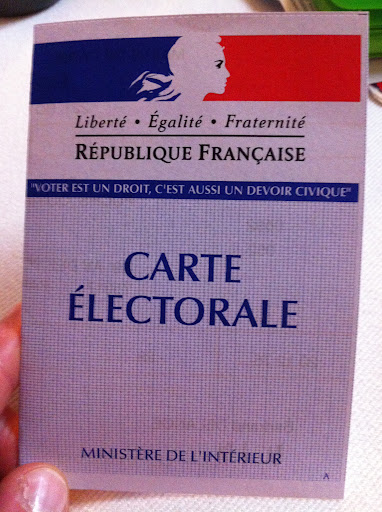 Liberté • Égalité • Fraternité
RÉPUBLIQUE FRANÇAISE
"VOTER EST UN DROIT, C'EST AUSSI UN DEVOIR CIVIQUE"
CARTE
ÉLECTORALE
MINISTÈRE DE L'INTÉRIEUR
A